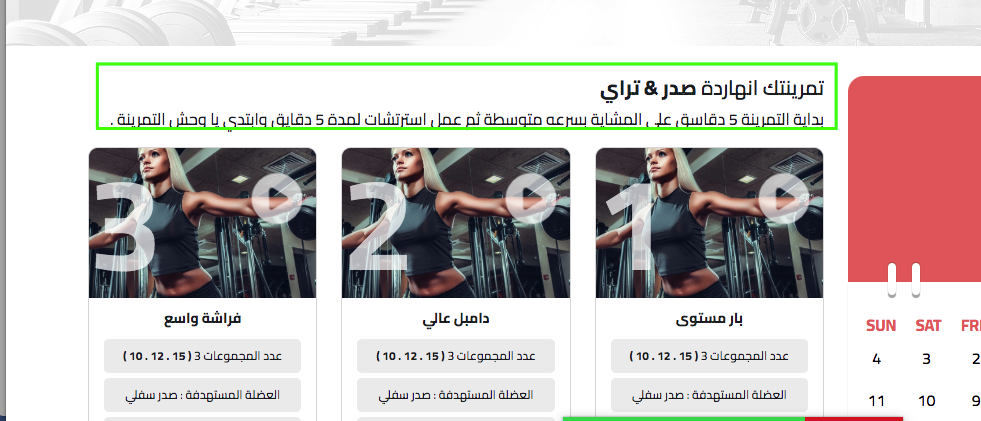 تمرينتك انهاردة صدر & تراي
بداية التمرينة 5 دقاسق على المشاية بسرعه متوسطة ثم عمل استرتشات لمدة 5 دقايق وابتدي يا وحش التمرينة .
1
2
3
بار مستوى
دامبل عالي
فراشة واسع
عدد المجموعات 3 ( 15 . 12 . 10 )
عدد المجموعات 3 ( 15 . 12 . 10 )
عدد المجموعات 3 ( 15 . 12 . 10 )
العضلة المستهدفة : صدر سفلي
العضلة المستهدفة : صدر سفلي
العضلة المستهدفة : صدر سفلي
SUN SAT FRI
4 3 2
11 10 9